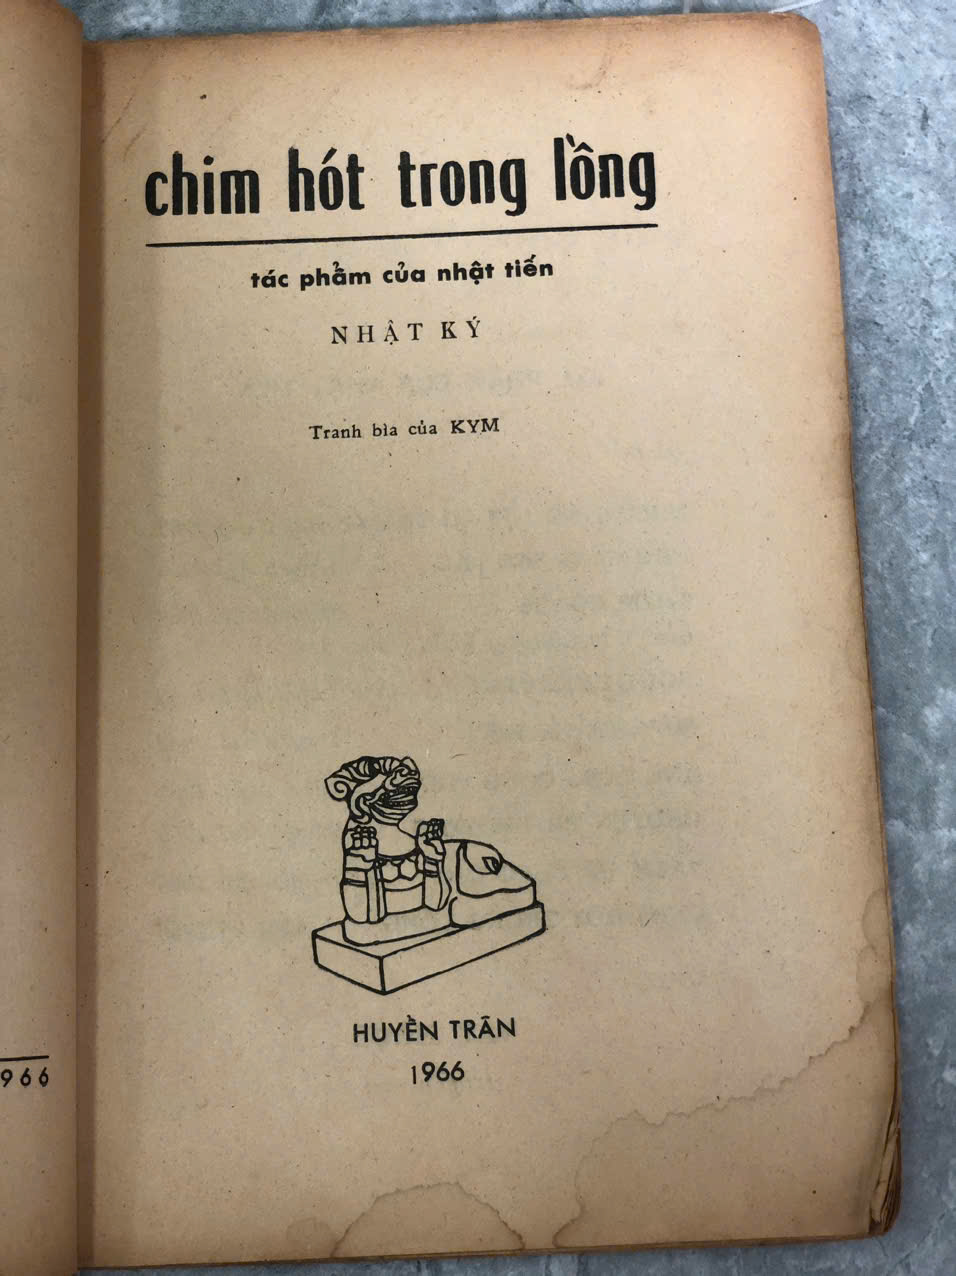 chim hót trong lồng
tác phẩm của nhật tiến
NHẬT KÝ
Tranh bìa của KYM
HUYỀN TRÂN
1966
966